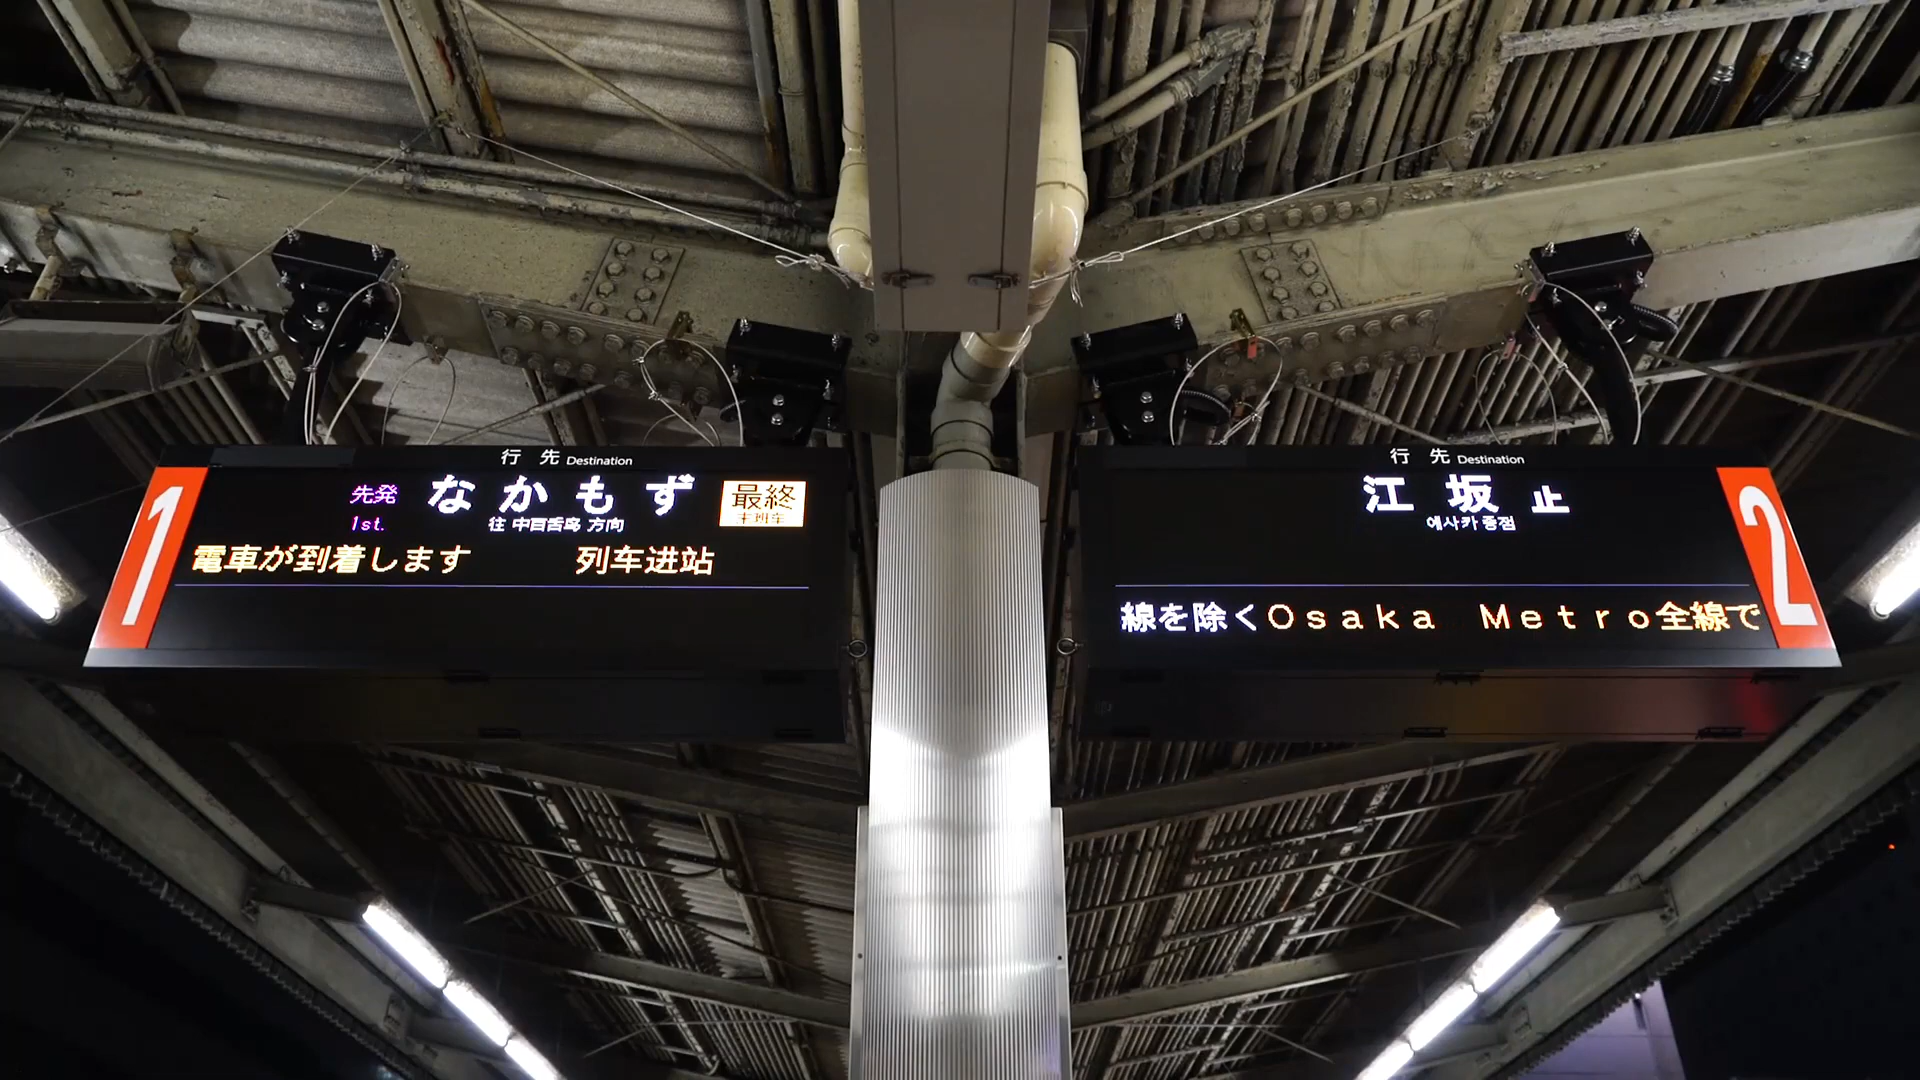 1
行 先 Destination
先発 なかもず 最終
1st. 往 中百舌鸟 方向 末班车
電車が到着します 列车进站
行 先 Destination
江坂 止
에사카 종점
2
線を除くOsaka Metro全線で